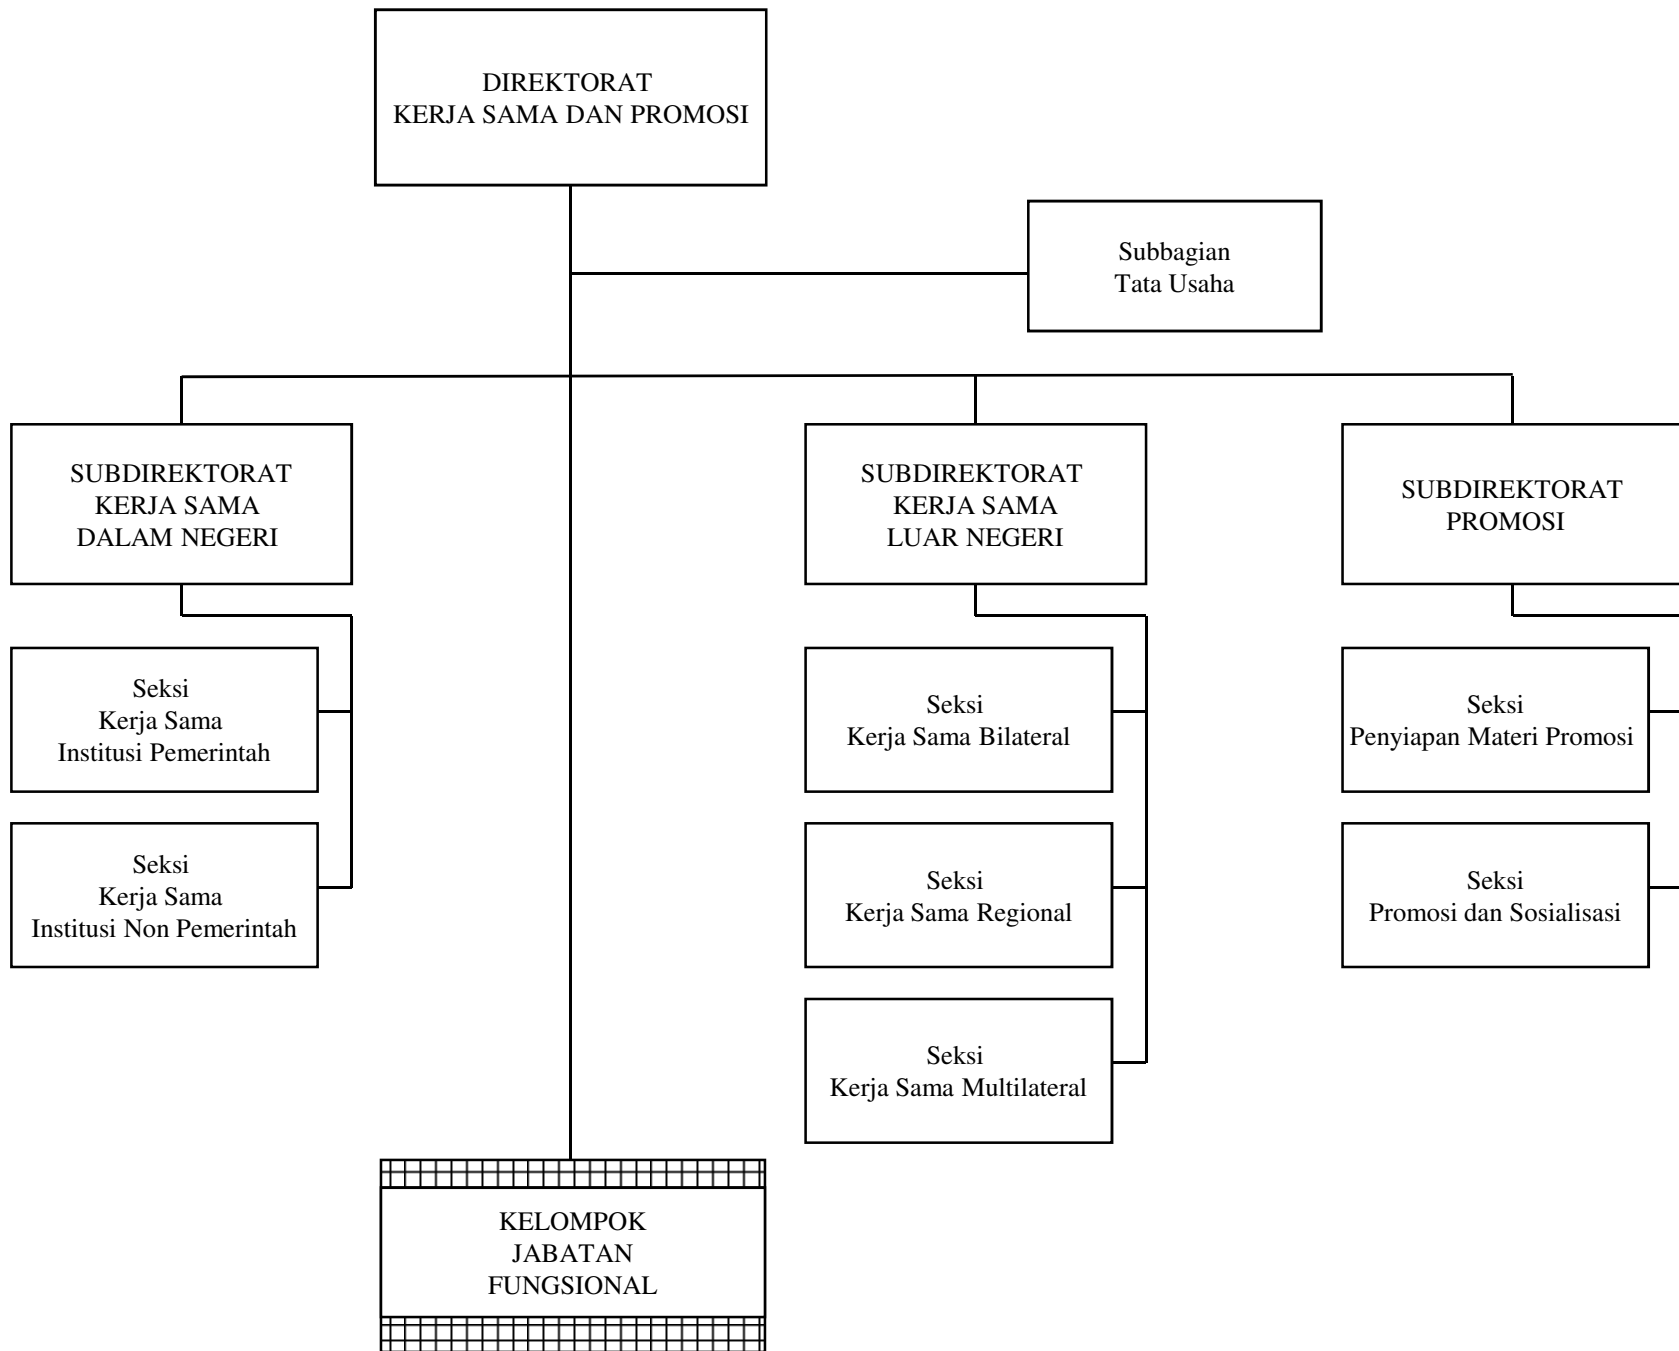 DIREKTORAT
KERJA SAMA DAN PROMOSI
Subbagian
Tata Usaha
SUBDIREKTORAT
KERJA SAMA
DALAM NEGERI
SUBDIREKTORAT
KERJA SAMA
LUAR NEGERI
SUBDIREKTORAT
PROMOSI
Seksi
Kerja Sama
Institusi Pemerintah
Seksi
Kerja Sama Bilateral
Seksi
Penyiapan Materi Promosi
Seksi
Kerja Sama
Institusi Non Pemerintah
Seksi
Kerja Sama Regional
Seksi
Promosi dan Sosialisasi
Seksi
Kerja Sama Multilateral
KELOMPOK
JABATAN
FUNGSIONAL